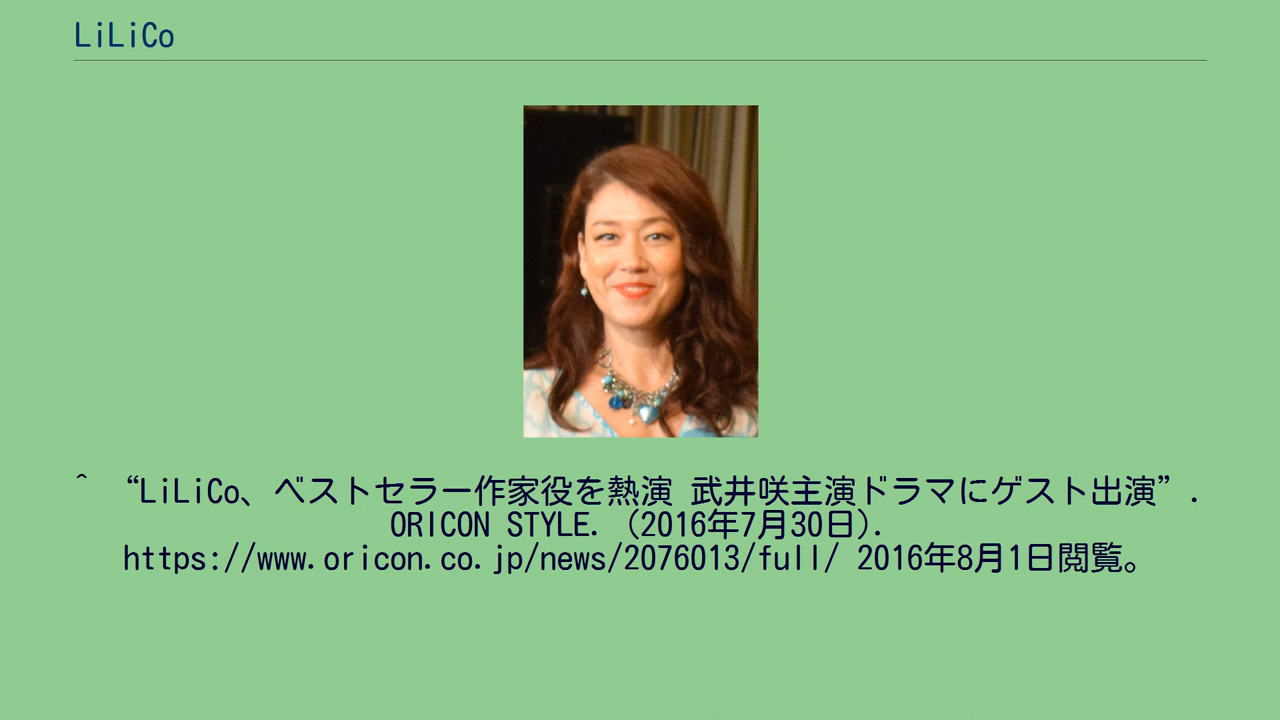 LiLiCo
^ “LiLiCo、ベストセラー作家役を熱演 武井咲主演ドラマにゲスト出演”.
ORICON STYLE. (2016年7月30日).
https://www.oricon.co.jp/news/2076013/full/ 2016年8月1日閲覧。